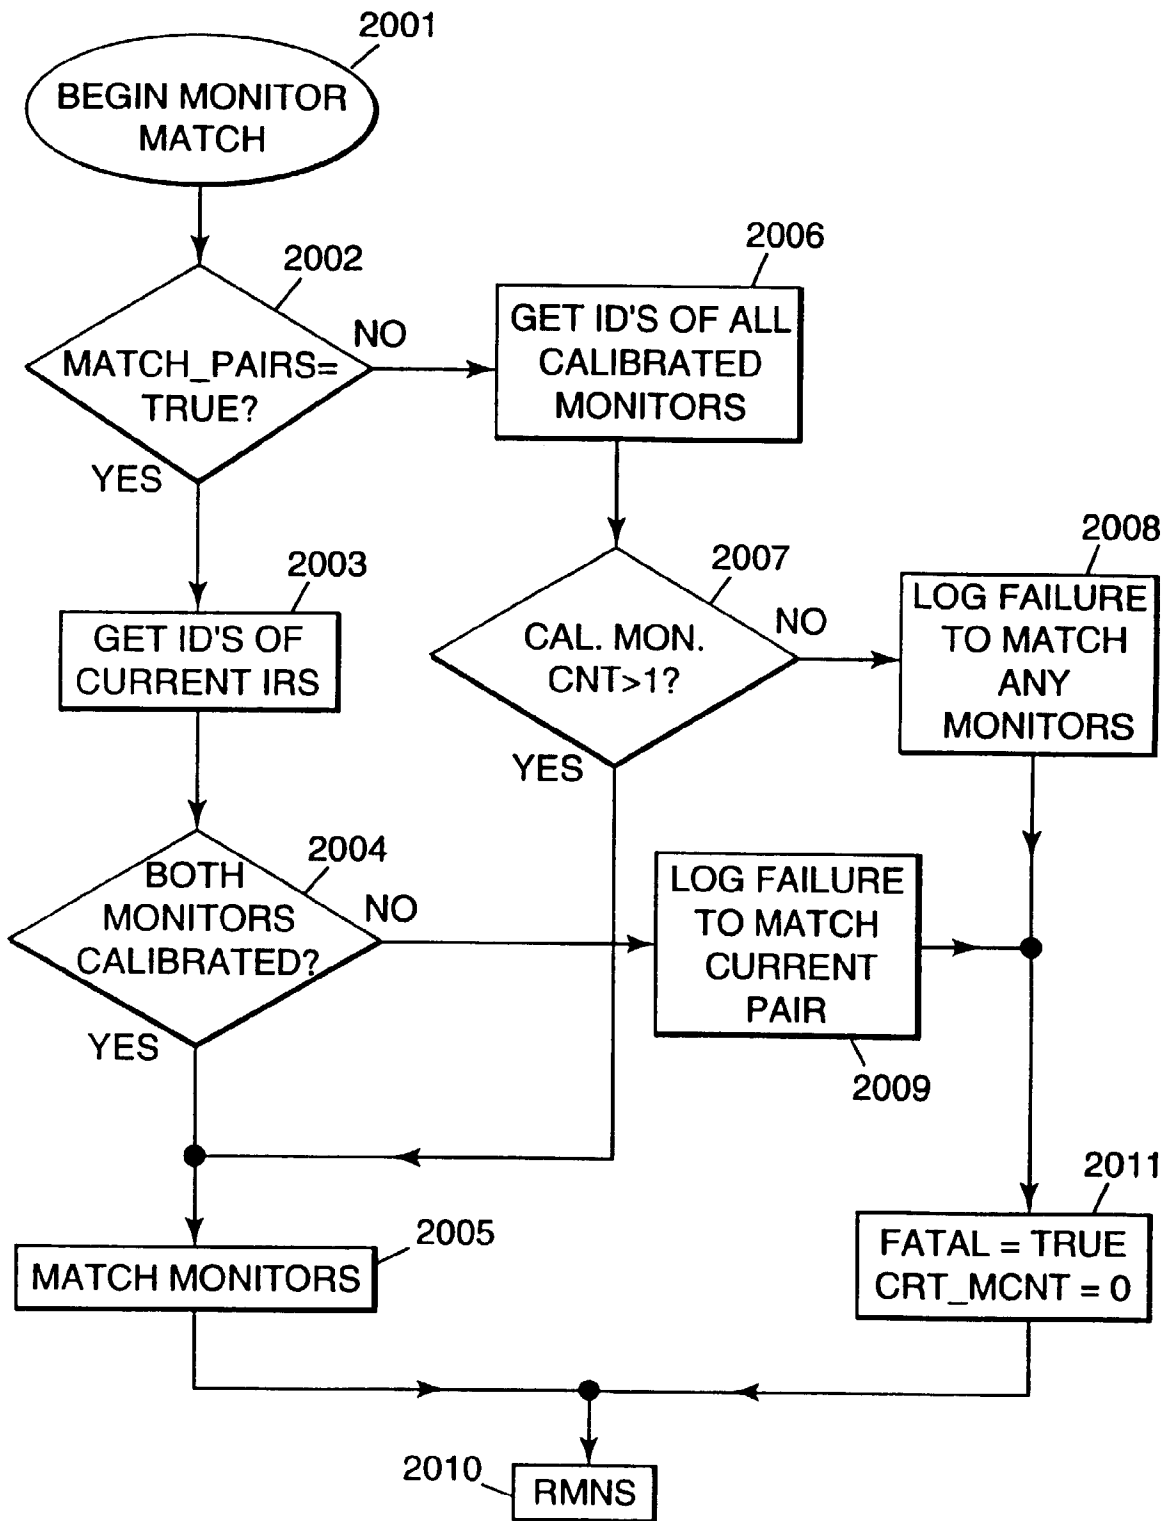 2001
BEGIN MONITOR
MATCH
2002
MATCH_PAIRS=
TRUE?
NO
YES
2006
GET ID'S OF ALL
CALIBRATED
MONITORS
2003
GET ID'S OF
CURRENT IRS
2007
CAL. MON.
CNT>1?
NO
YES
2008
LOG FAILURE
TO MATCH
ANY
MONITORS
2004
BOTH
MONITORS
CALIBRATED?
NO
YES
LOG FAILURE
TO MATCH
CURRENT
PAIR
2009
2005
MATCH MONITORS
2011
FATAL = TRUE
CRT_MCNT = 0
2010
RMNS